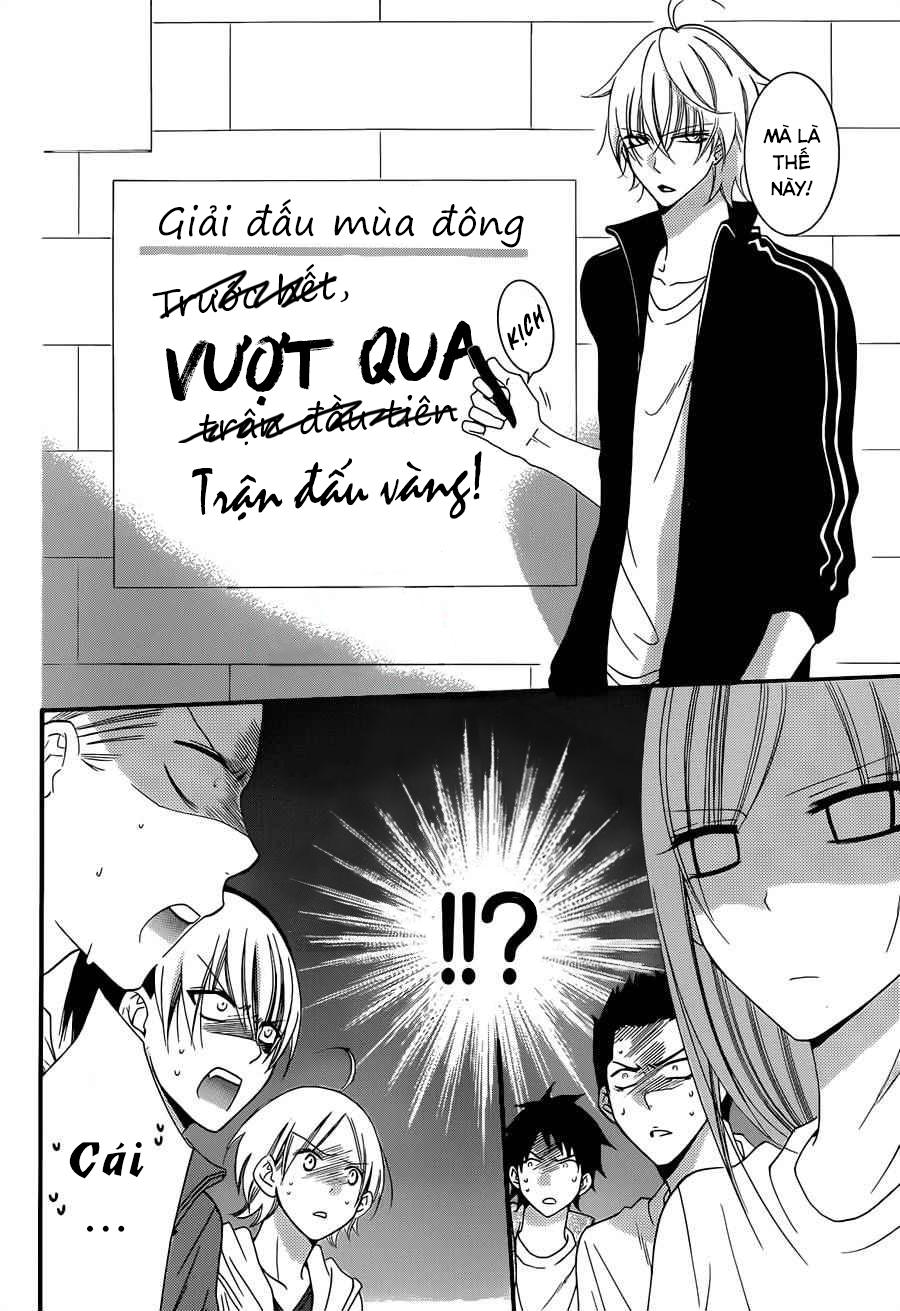 MÀ LÀ
THẾ
NÀY!
Giải đấu mùa đông
Trước hết,
VƯỢT QUA
KỊCH
trận đầu tiên
Trận đấu vàng!
!!?
Cái
...